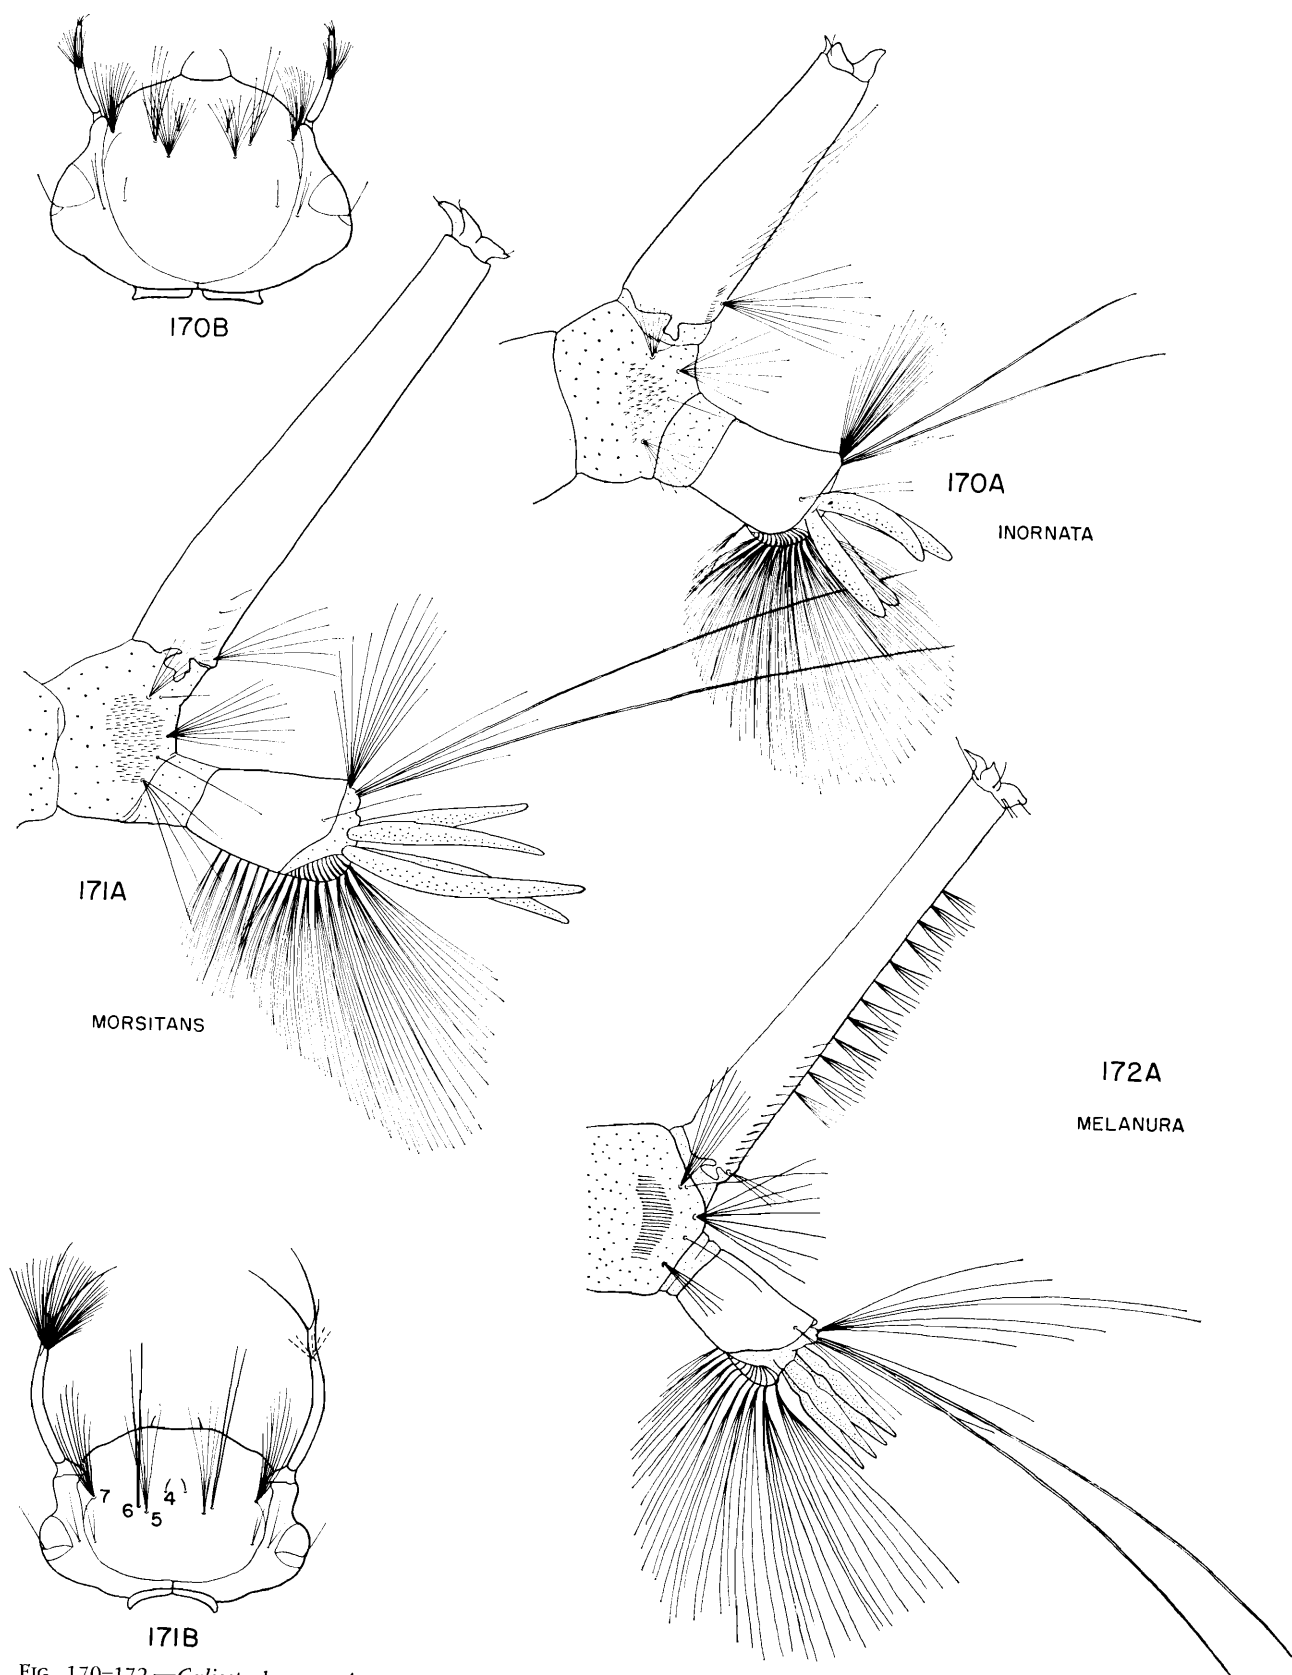 170B
170A
INORNATA
171A
MORSITANS
172A
MELANURA
7
6
5
4
171B
FIG. 170–172.—